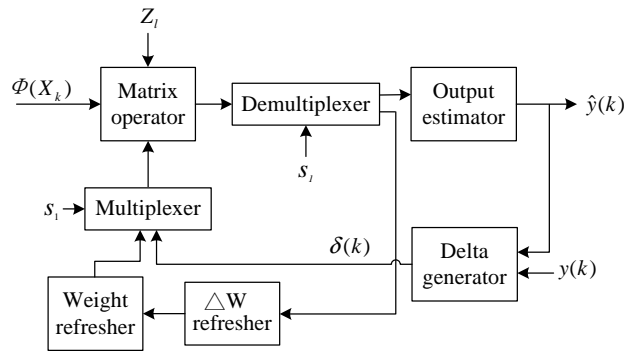 Z_l
Φ(X_k)
Matrix
operator
Demultiplexer
Output
estimator
ŷ(k)
s_1
s_l
Multiplexer
δ(k)
Delta
generator
y(k)
Weight
refresher
△W
refresher